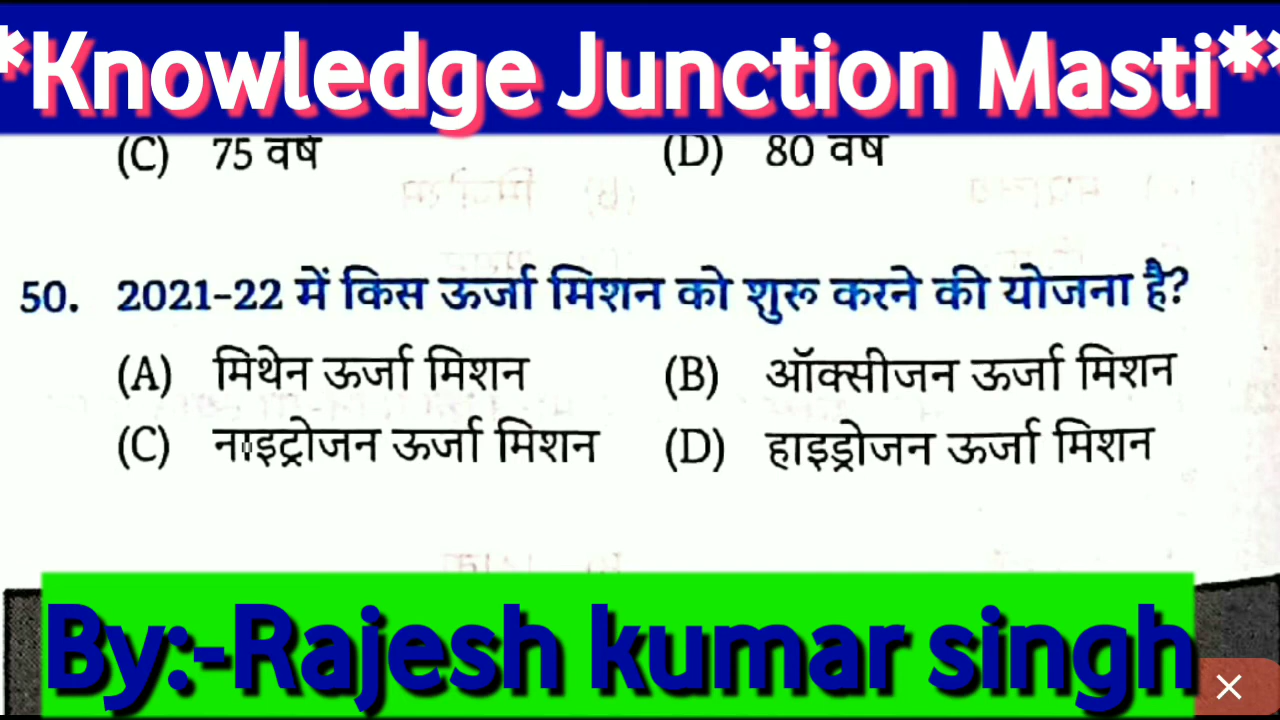 *Knowledge Junction Masti**
(C) 75 वर्ष (D) 80 वर्ष
50. 2021-22 में किस ऊर्जा मिशन को शुरू करने की योजना है?
(A) मिथेन ऊर्जा मिशन (B) ऑक्सीजन ऊर्जा मिशन
(C) नाइट्रोजन ऊर्जा मिशन (D) हाइड्रोजन ऊर्जा मिशन
By:-Rajesh kumar singh